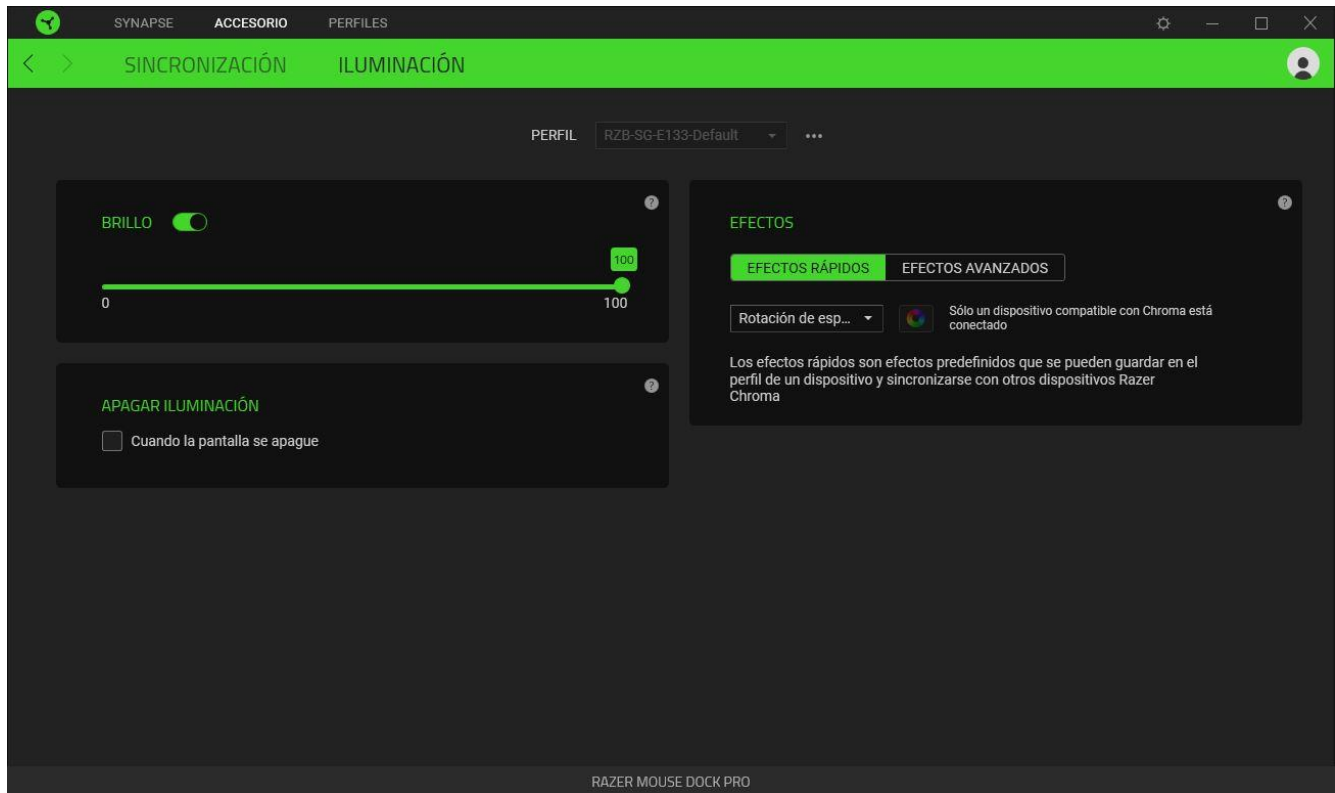 SYNAPSE ACCESORIO PERFILES
SINCRONIZACIÓN ILUMINACIÓN
PERFIL RZB-SG-E133-Default
BRILLO
100
0 100
APAGAR ILUMINACIÓN
Cuando la pantalla se apague
EFECTOS
EFECTOS RÁPIDOS EFECTOS AVANZADOS
Rotación de esp...
Sólo un dispositivo compatible con Chroma está
conectado
Los efectos rápidos son efectos predefinidos que se pueden guardar en el
perfil de un dispositivo y sincronizarse con otros dispositivos Razer
Chroma
RAZER MOUSE DOCK PRO